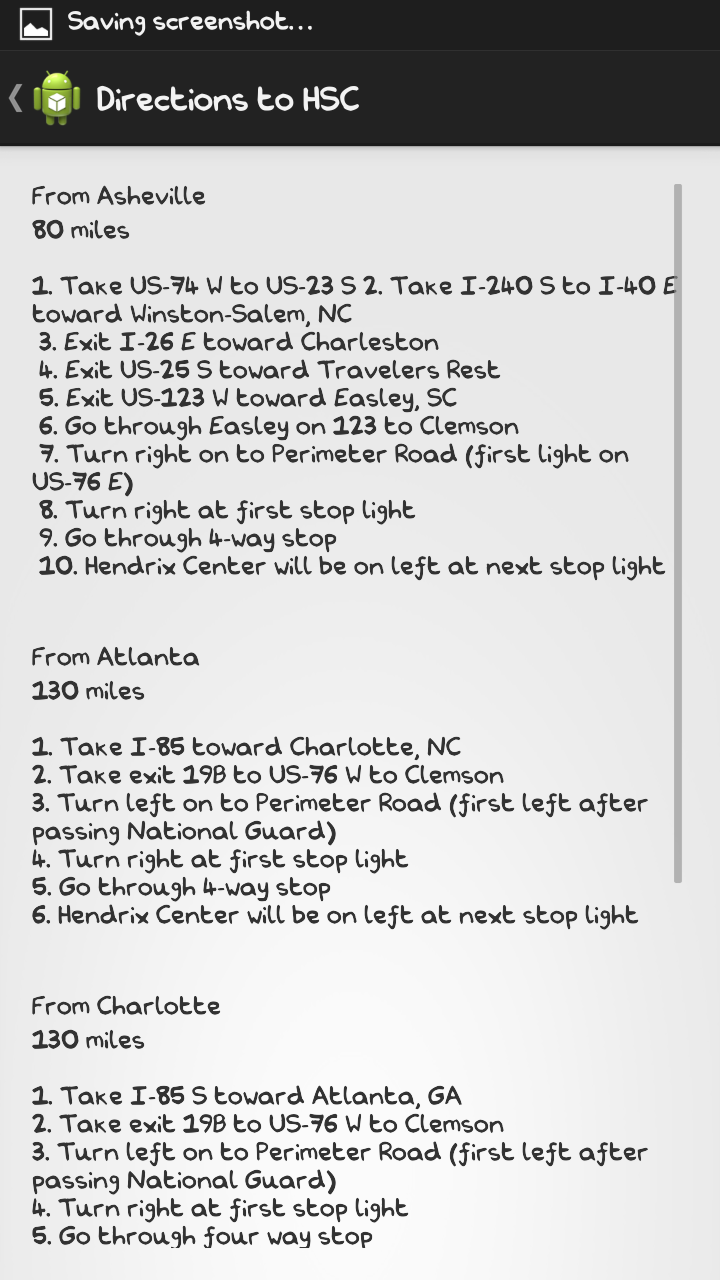 Saving screenshot...
Directions to HSC
From Asheville
80 miles
1. Take US-74 W to US-23 S 2. Take I-240 S to I-40 E
toward Winston-Salem, NC
3. Exit I-26 E toward Charleston
4. Exit US-25 S toward Travelers Rest
5. Exit US-123 W toward Easley, SC
6. Go through Easley on 123 to Clemson
7. Turn right on to Perimeter Road (first light on
US-76 E)
8. Turn right at first stop light
9. Go through 4-way stop
10. Hendrix Center will be on left at next stop light
From Atlanta
130 miles
1. Take I-85 toward Charlotte, NC
2. Take exit 19B to US-76 W to Clemson
3. Turn left on to Perimeter Road (first left after
passing National Guard)
4. Turn right at first stop light
5. Go through 4-way stop
6. Hendrix Center will be on left at next stop light
From Charlotte
130 miles
1. Take I-85 S toward Atlanta, GA
2. Take exit 19B to US-76 W to Clemson
3. Turn left on to Perimeter Road (first left after
passing National Guard)
4. Turn right at first stop light
5. Go through four way stop